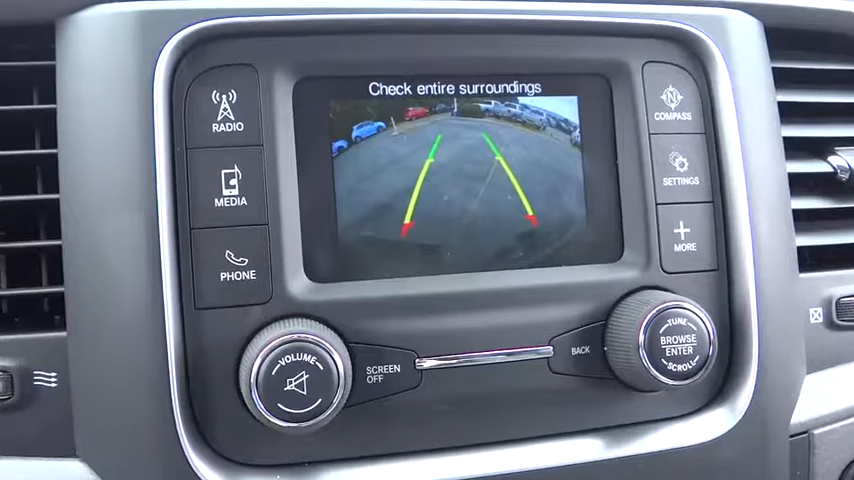 Check entire surroundings
RADIO
MEDIA
PHONE
N
COMPASS
SETTINGS
+
MORE
VOLUME
SCREEN
OFF
BACK
TUNE
BROWSE
ENTER
SCROLL